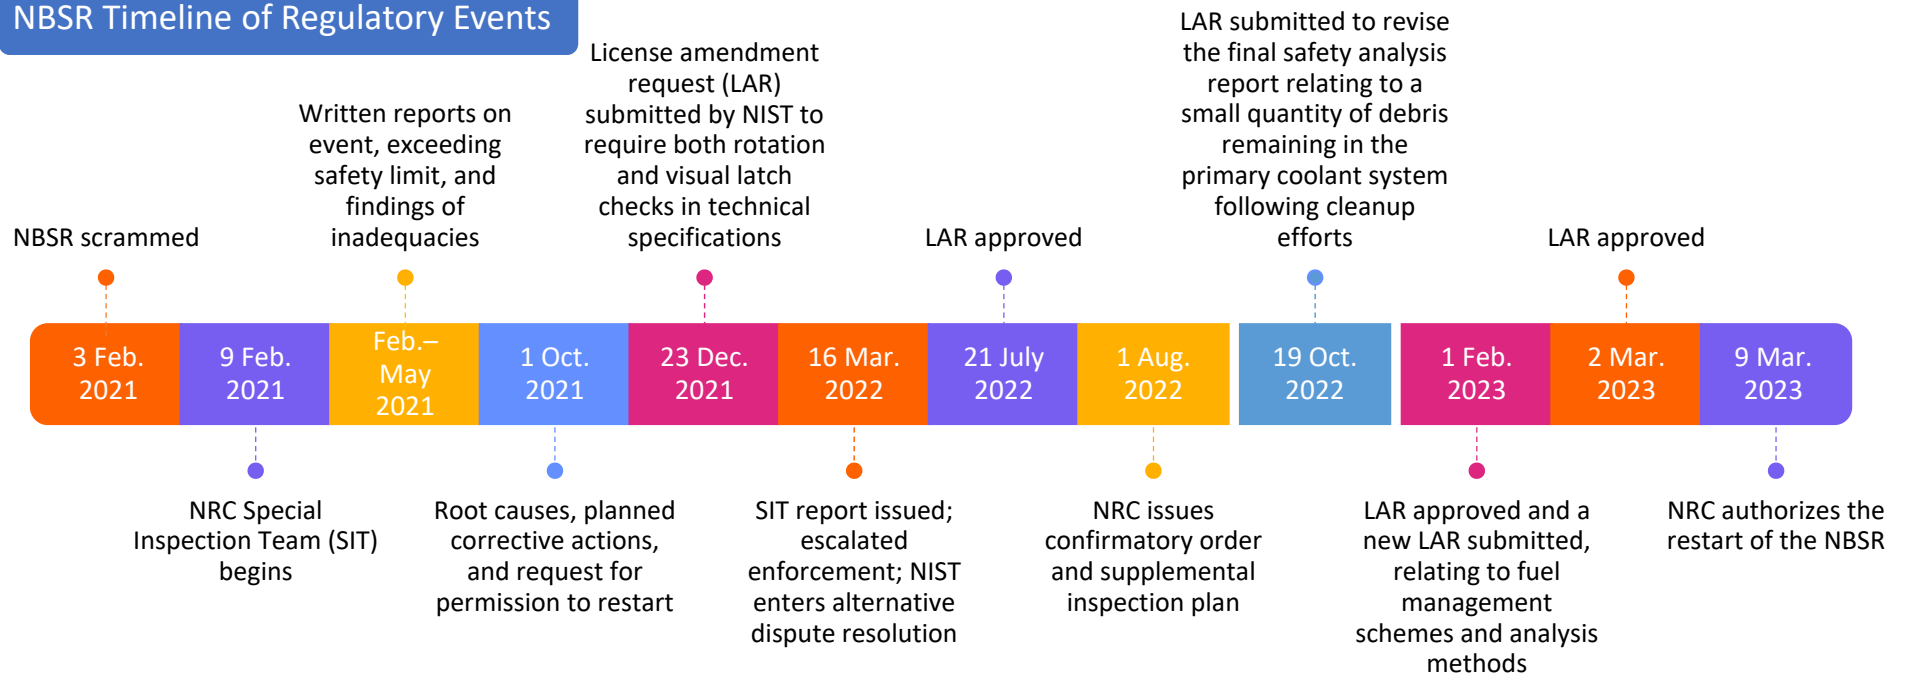 NBSR Timeline of Regulatory Events
NBSR scrammed
Written reports on
event, exceeding
safety limit, and
findings of
inadequacies
License amendment
request (LAR)
submitted by NIST to
require both rotation
and visual latch
checks in technical
specifications
LAR approved
LAR submitted to revise
the final safety analysis
report relating to a
small quantity of debris
remaining in the
primary coolant system
following cleanup
efforts
LAR approved
3 Feb.
2021
9 Feb.
2021
Feb.–
May
2021
1 Oct.
2021
23 Dec.
2021
16 Mar.
2022
21 July
2022
1 Aug.
2022
19 Oct.
2022
1 Feb.
2023
2 Mar.
2023
9 Mar.
2023
NRC Special
Inspection Team (SIT)
begins
Root causes, planned
corrective actions,
and request for
permission to restart
SIT report issued;
escalated
enforcement; NIST
enters alternative
dispute resolution
NRC issues
confirmatory order
and supplemental
inspection plan
LAR approved and a
new LAR submitted,
relating to fuel
management
schemes and analysis
methods
NRC authorizes the
restart of the NBSR